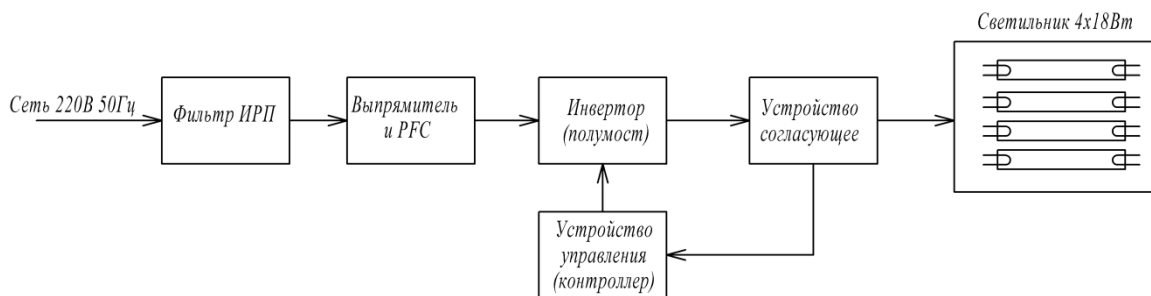 Светильник 4х18Вт
Сеть 220В 50Гц
Фильтр ИРП
Выпрямитель
и PFC
Инвертор
(полумост)
Устройство
согласующее
Устройство
управления
(контроллер)